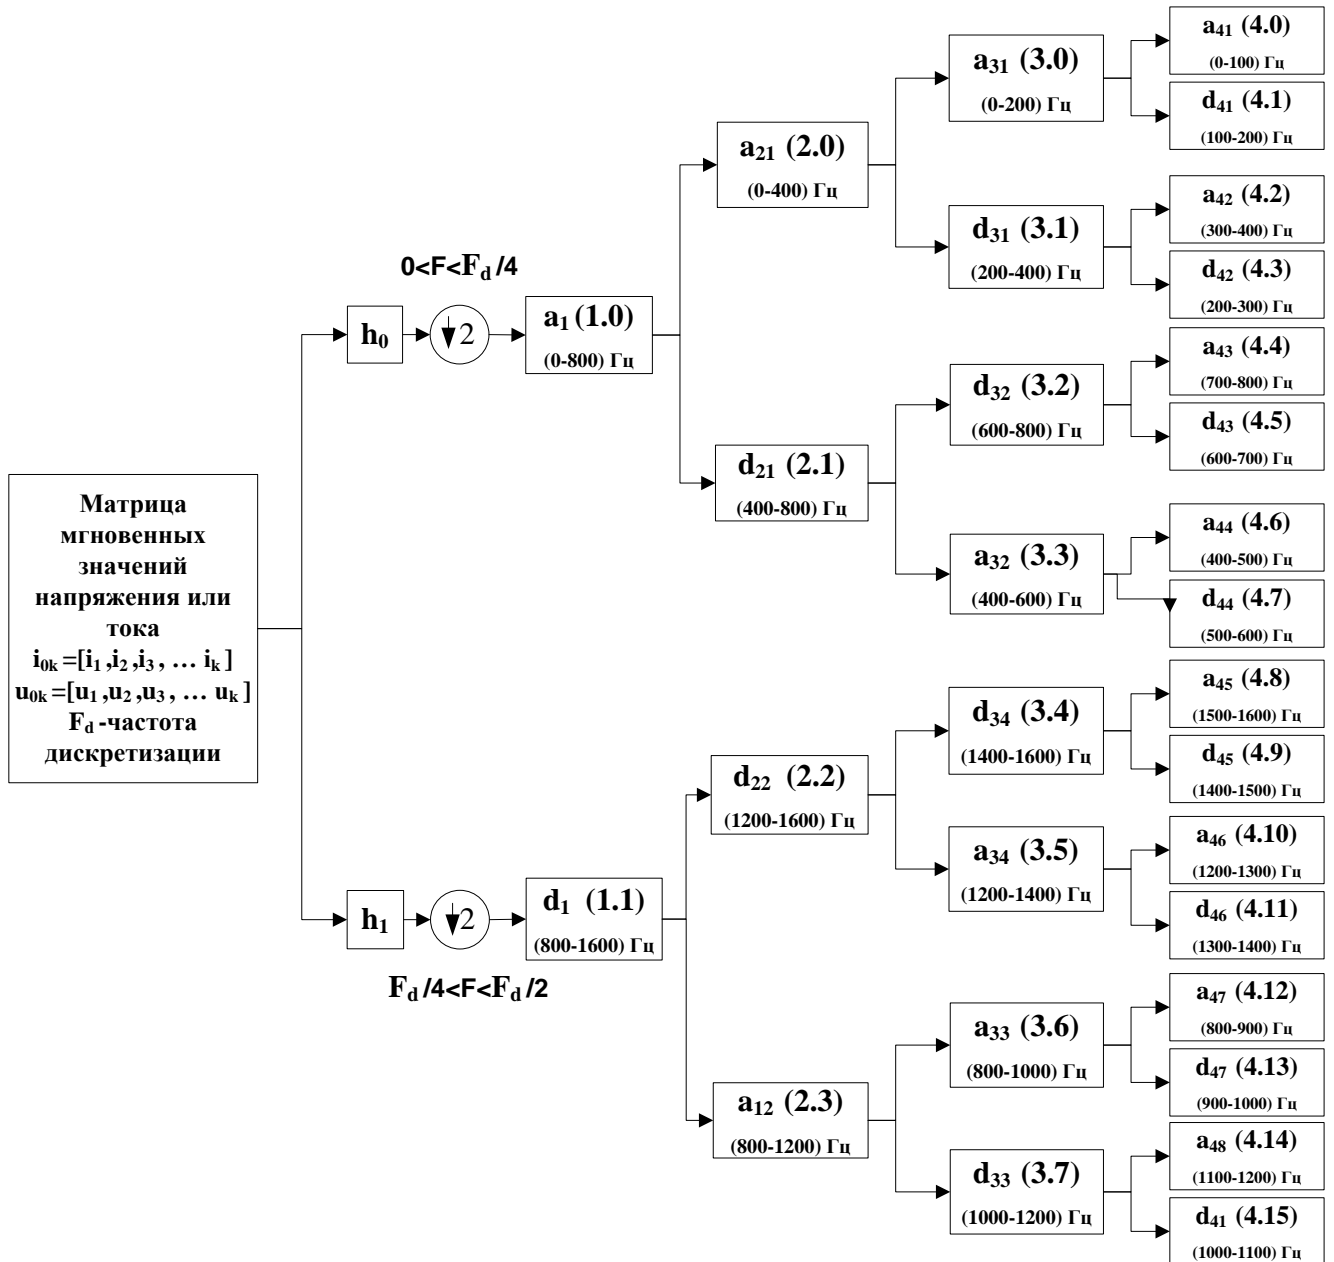 Матрица
мгновенных
значений
напряжения или
тока
i₀ₖ=[i₁,i₂,i₃, … iₖ]
u₀ₖ=[u₁,u₂,u₃, … uₖ]
F_d -частота
дискретизации
0<F<F_d /4
h₀
2
a₁ (1.0)
(0-800) Гц
h₁
2
F_d /4<F<F_d /2
d₁ (1.1)
(800-1600) Гц
a₂₁ (2.0)
(0-400) Гц
d₂₁ (2.1)
(400-800) Гц
d₂₂ (2.2)
(1200-1600) Гц
a₁₂ (2.3)
(800-1200) Гц
a₃₁ (3.0)
(0-200) Гц
d₃₁ (3.1)
(200-400) Гц
d₃₂ (3.2)
(600-800) Гц
a₃₂ (3.3)
(400-600) Гц
d₃₄ (3.4)
(1400-1600) Гц
a₃₄ (3.5)
(1200-1400) Гц
a₃₃ (3.6)
(800-1000) Гц
d₃₃ (3.7)
(1000-1200) Гц
a₄₁ (4.0)
(0-100) Гц
d₄₁ (4.1)
(100-200) Гц
a₄₂ (4.2)
(300-400) Гц
d₄₂ (4.3)
(200-300) Гц
a₄₃ (4.4)
(700-800) Гц
d₄₃ (4.5)
(600-700) Гц
a₄₄ (4.6)
(400-500) Гц
d₄₄ (4.7)
(500-600) Гц
a₄₅ (4.8)
(1500-1600) Гц
d₄₅ (4.9)
(1400-1500) Гц
a₄₆ (4.10)
(1200-1300) Гц
d₄₆ (4.11)
(1300-1400) Гц
a₄₇ (4.12)
(800-900) Гц
d₄₇ (4.13)
(900-1000) Гц
a₄₈ (4.14)
(1100-1200) Гц
d₄₁ (4.15)
(1000-1100) Гц